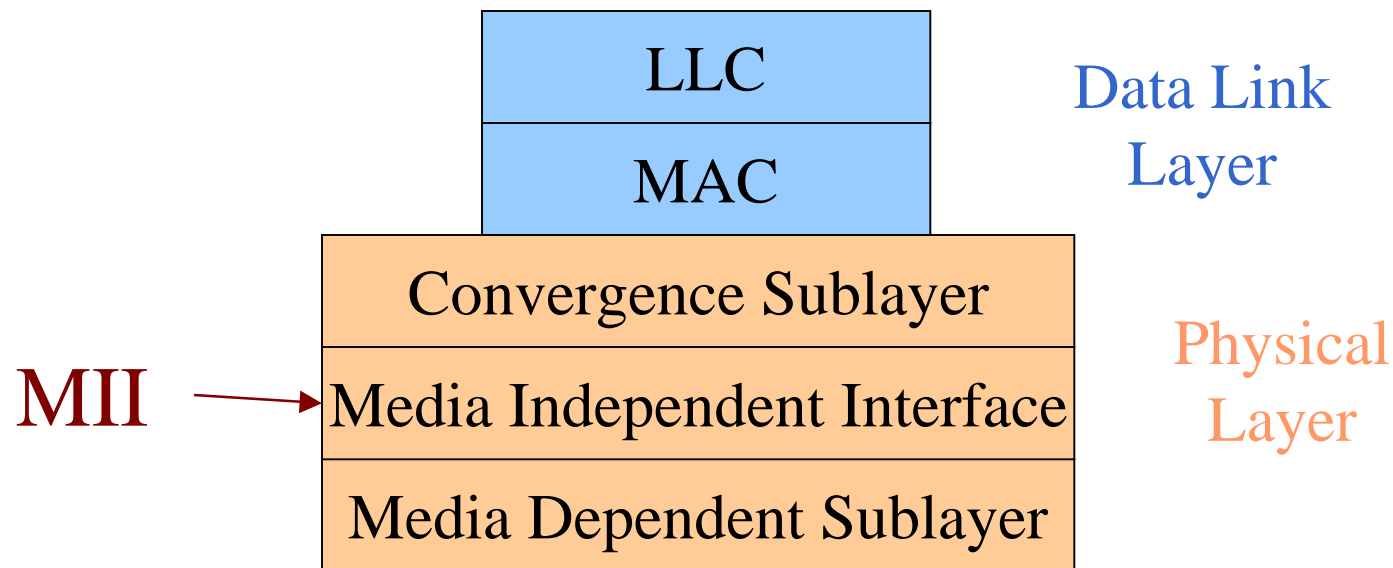 LLC
Data Link
Layer
MAC
Convergence Sublayer
Physical
Layer
MII
Media Independent Interface
Media Dependent Sublayer